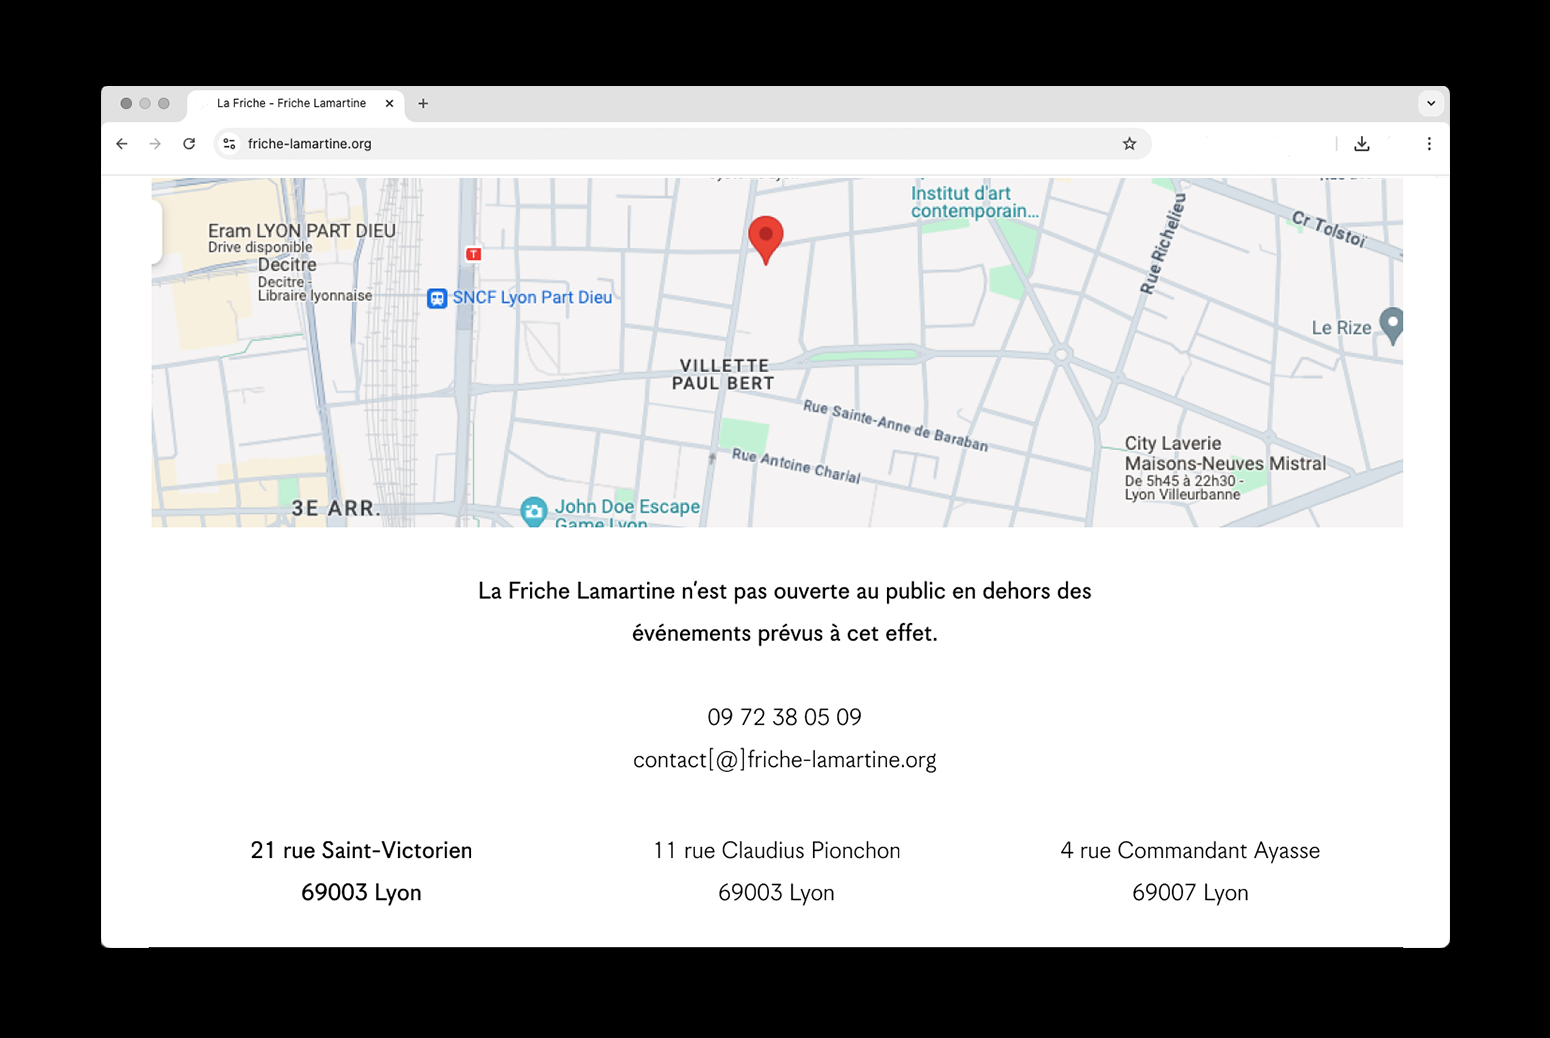 La Friche - Friche Lamartine
friche-lamartine.org
Institut d'art
contemporain...
Cr Tolstoï
Rue Richelieu
Eram LYON PART DIEU
Drive disponible
Decitre
Decitre -
Libraire lyonnaise
T
SNCF Lyon Part Dieu
Le Rize
VILLETTE
PAUL BERT
Rue Sainte-Anne de Baraban
Rue Antoine Charial
City Laverie
Maisons-Neuves Mistral
De 5h45 à 22h30 -
Lyon Villeurbanne
3E ARR.
John Doe Escape
Game Lyon
La Friche Lamartine n'est pas ouverte au public en dehors des
événements prévus à cet effet.
09 72 38 05 09
contact[@]friche-lamartine.org
21 rue Saint-Victorien
69003 Lyon
11 rue Claudius Pionchon
69003 Lyon
4 rue Commandant Ayasse
69007 Lyon